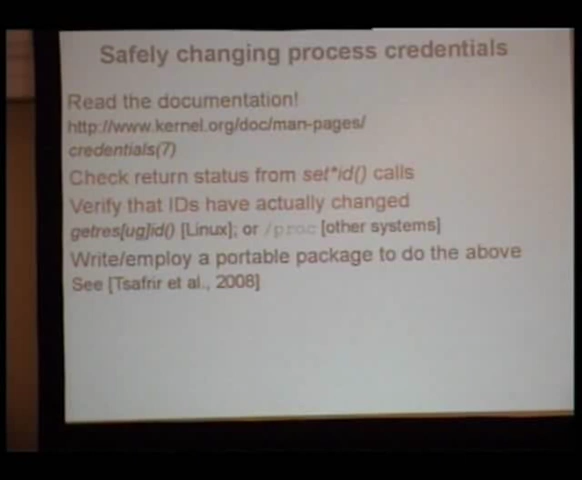 Safely changing process credentials
Read the documentation!
http://www.kernel.org/doc/man-pages/
credentials(7)
Check return status from set*id() calls
Verify that IDs have actually changed
getres[ug]id() [Linux]; or /proc [other systems]
Write/employ a portable package to do the above
See [Tsafrir et al., 2008]